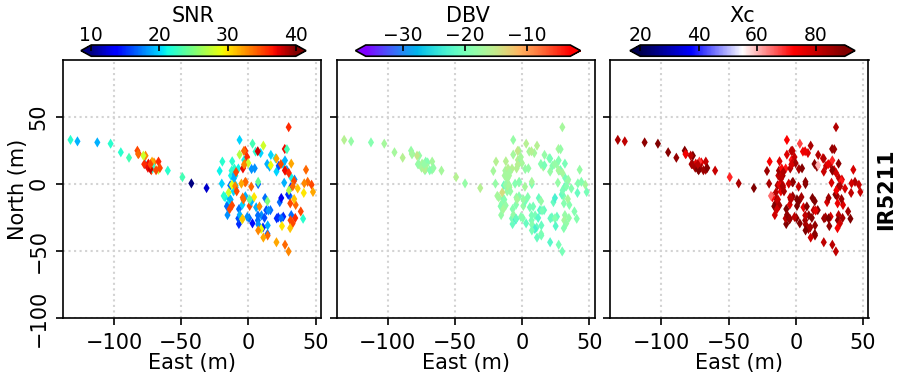 SNR DBV Xc
10 20 30 40 −30 −20 −10 20 40 60 80
50
0
−50
−100
North (m)
IR5211
−100 −50 0 50 −100 −50 0 50 −100 −50 0 50
East (m) East (m) East (m)